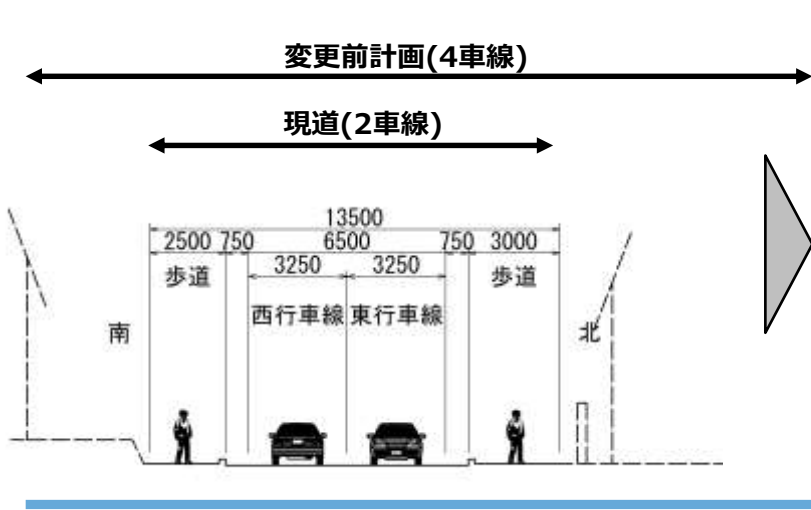 変更前計画(4車線)
現道(2車線)
13500
2500 750 6500 750 3000
歩道 3250 3250 歩道
西行車線 東行車線
南 北